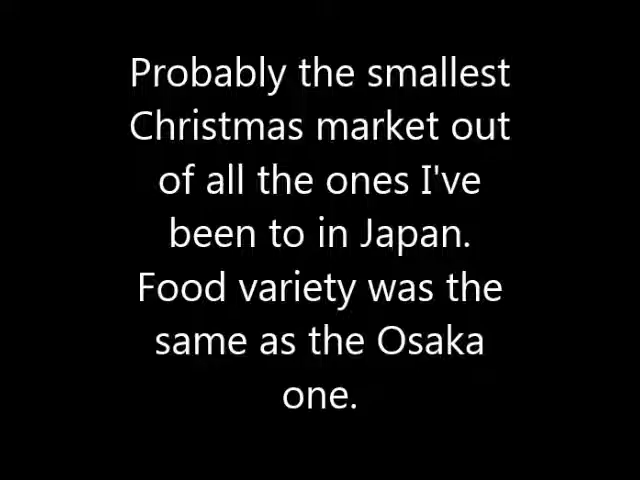 Probably the smallest
Christmas market out
of all the ones I've
been to in Japan.
Food variety was the
same as the Osaka
one.